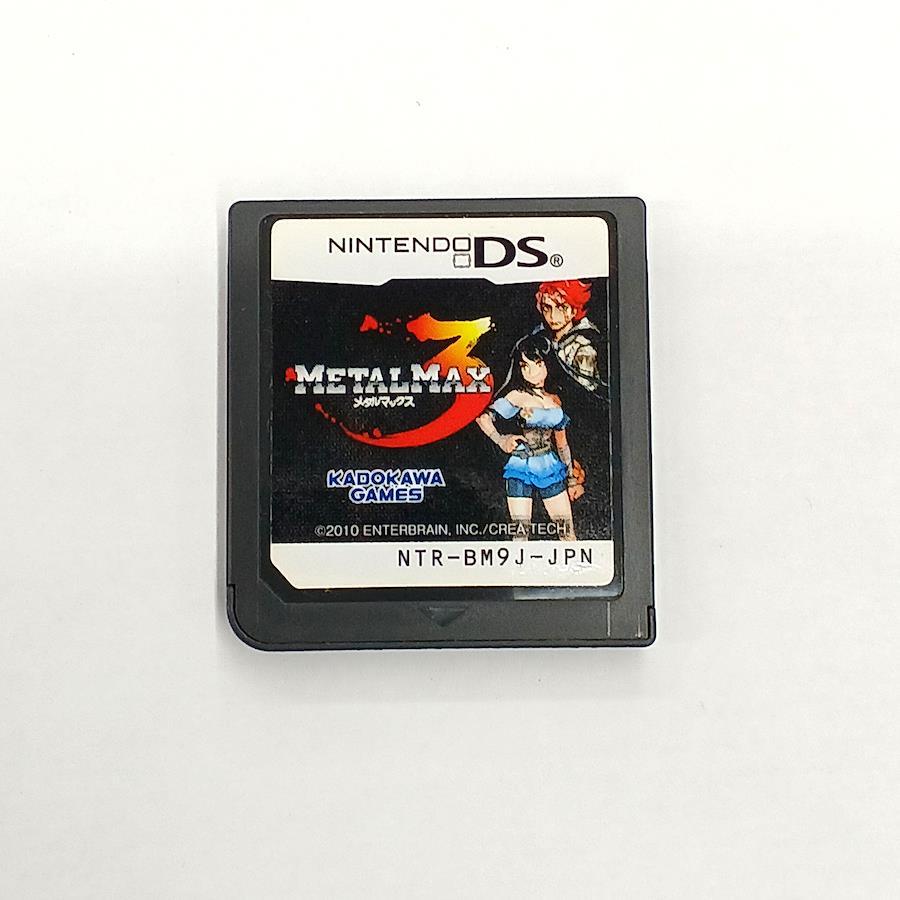 NINTENDO DS®
3
METALMAX
メタルマックス
KADOKAWA
GAMES
©2010 ENTERBRAIN, INC./CREA-TECH
NTR-BM9J-JPN